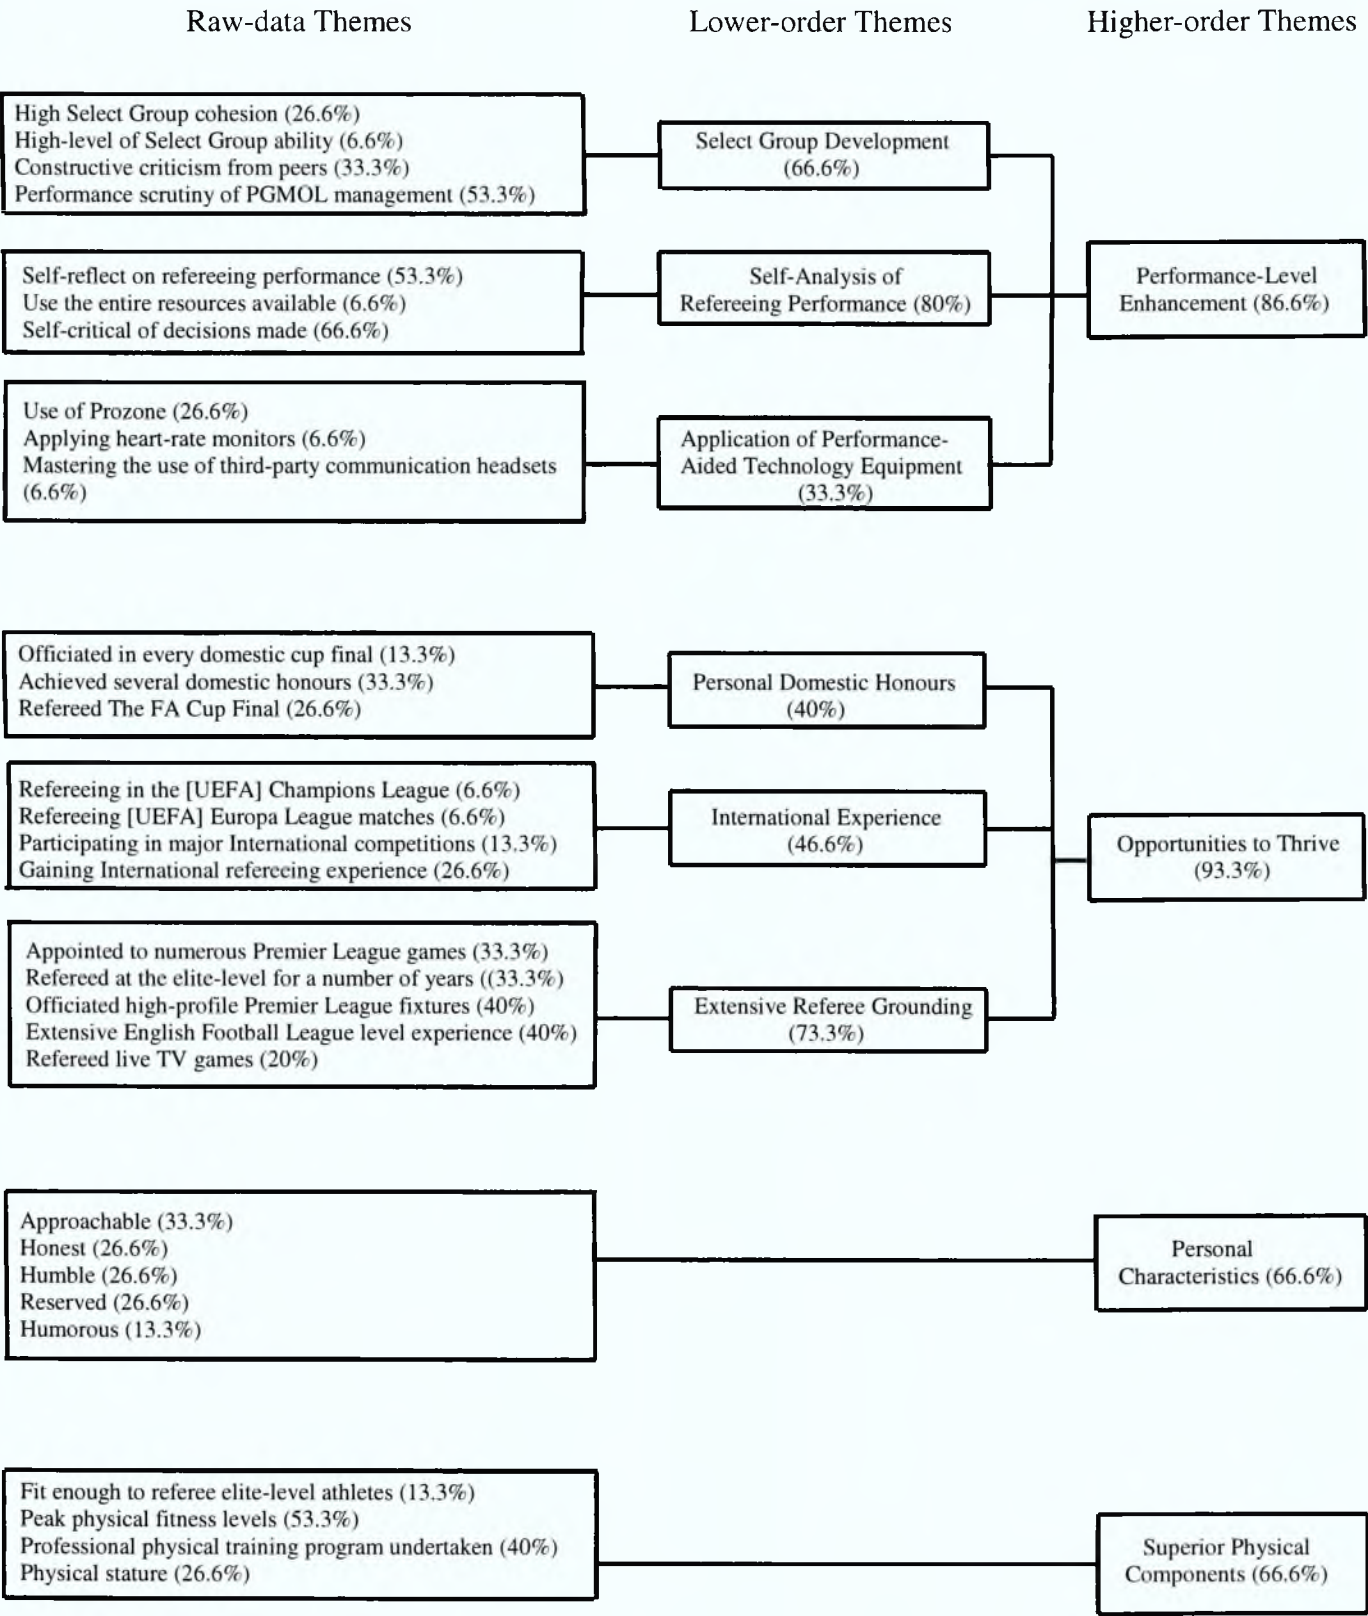 Raw-data Themes
Lower-order Themes
Higher-order Themes
High Select Group cohesion (26.6%)
High-level of Select Group ability (6.6%)
Constructive criticism from peers (33.3%)
Performance scrutiny of PGMOL management (53.3%)
Select Group Development
(66.6%)
Self-reflect on refereeing performance (53.3%)
Use the entire resources available (6.6%)
Self-critical of decisions made (66.6%)
Self-Analysis of
Refereeing Performance (80%)
Performance-Level
Enhancement (86.6%)
Use of Prozone (26.6%)
Applying heart-rate monitors (6.6%)
Mastering the use of third-party communication headsets
(6.6%)
Application of Performance-
Aided Technology Equipment
(33.3%)
Officiated in every domestic cup final (13.3%)
Achieved several domestic honours (33.3%)
Refereed The FA Cup Final (26.6%)
Personal Domestic Honours
(40%)
Refereeing in the [UEFA] Champions League (6.6%)
Refereeing [UEFA] Europa League matches (6.6%)
Participating in major International competitions (13.3%)
Gaining International refereeing experience (26.6%)
International Experience
(46.6%)
Opportunities to Thrive
(93.3%)
Appointed to numerous Premier League games (33.3%)
Refereed at the elite-level for a number of years ((33.3%)
Officiated high-profile Premier League fixtures (40%)
Extensive English Football League level experience (40%)
Refereed live TV games (20%)
Extensive Referee Grounding
(73.3%)
Approachable (33.3%)
Honest (26.6%)
Humble (26.6%)
Reserved (26.6%)
Humorous (13.3%)
Personal
Characteristics (66.6%)
Fit enough to referee elite-level athletes (13.3%)
Peak physical fitness levels (53.3%)
Professional physical training program undertaken (40%)
Physical stature (26.6%)
Superior Physical
Components (66.6%)